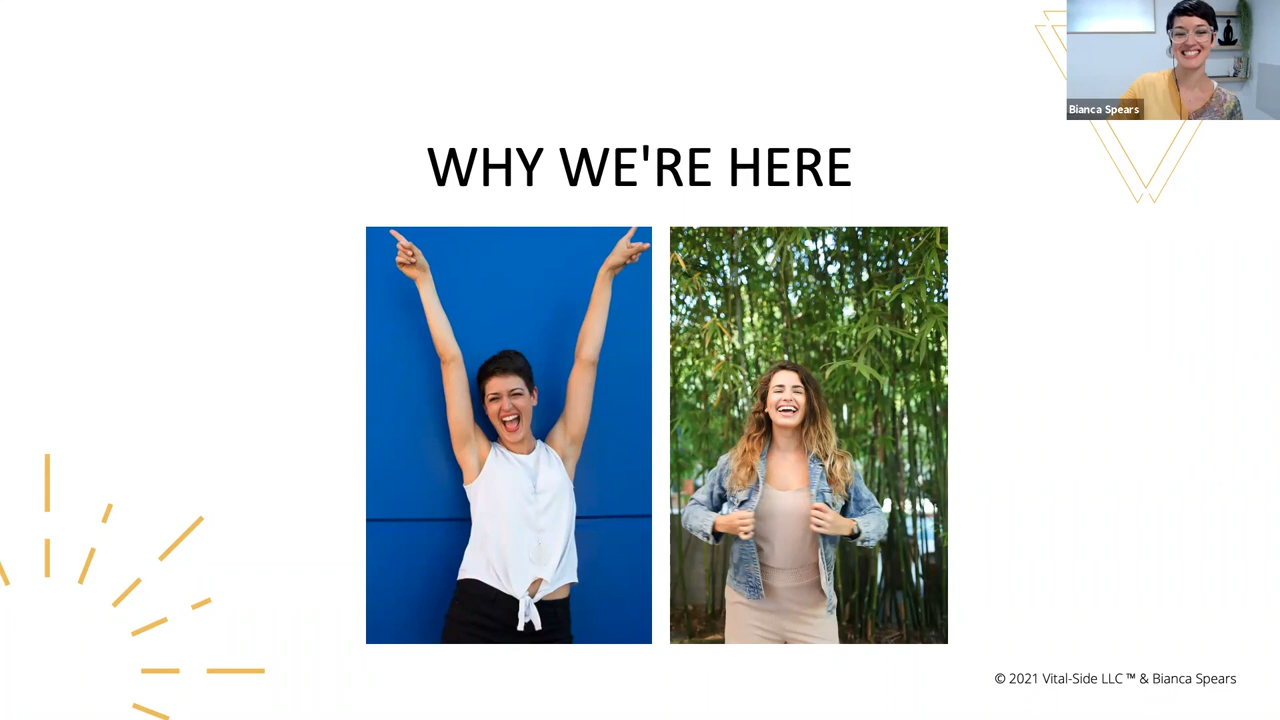 Bianca Spears
WHY WE'RE HERE
© 2021 Vital-Side LLC ™ & Bianca Spears